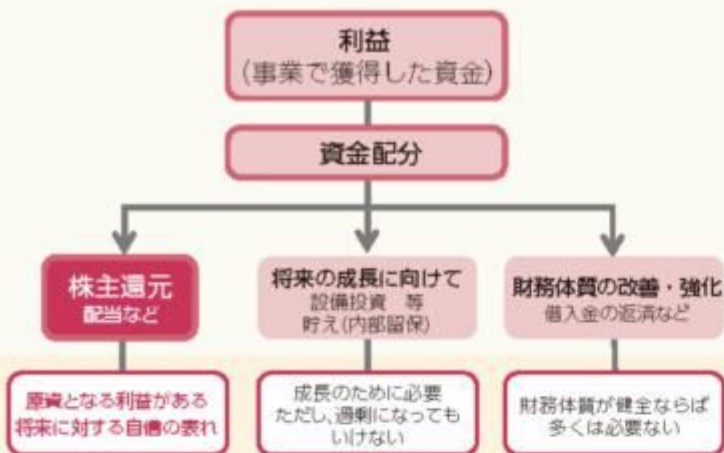 利益
(事業で獲得した資金)
資金配分
株主還元
配当など
将来の成長に向けて
設備投資 等
貯え(内部留保)
財務体質の改善・強化
借入金の返済など
原資となる利益がある
将来に対する自信の表れ
成長のために必要
ただし、過剰になっても
いけない
財務体質が健全ならば
多くは必要ない